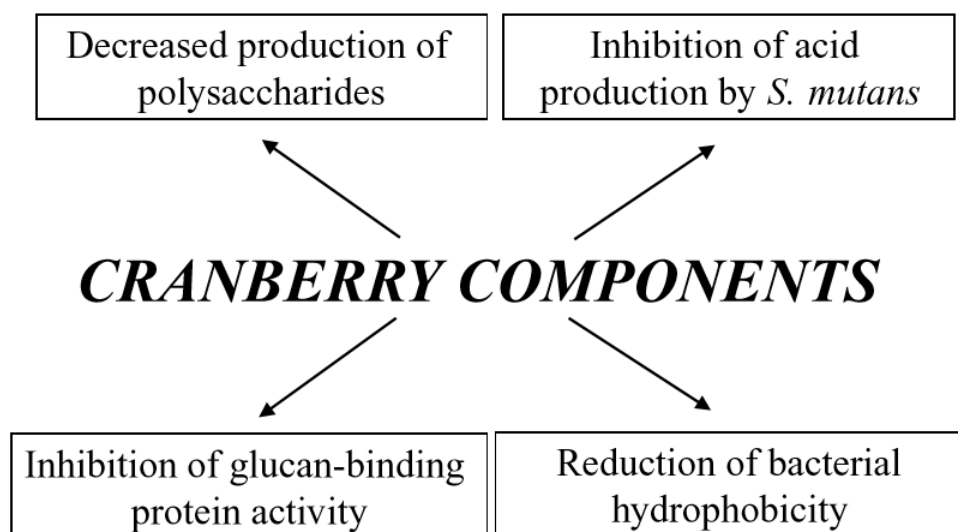 Decreased production of
polysaccharides
Inhibition of acid
production by S. mutans
CRANBERRY COMPONENTS
Inhibition of glucan-binding
protein activity
Reduction of bacterial
hydrophobicity